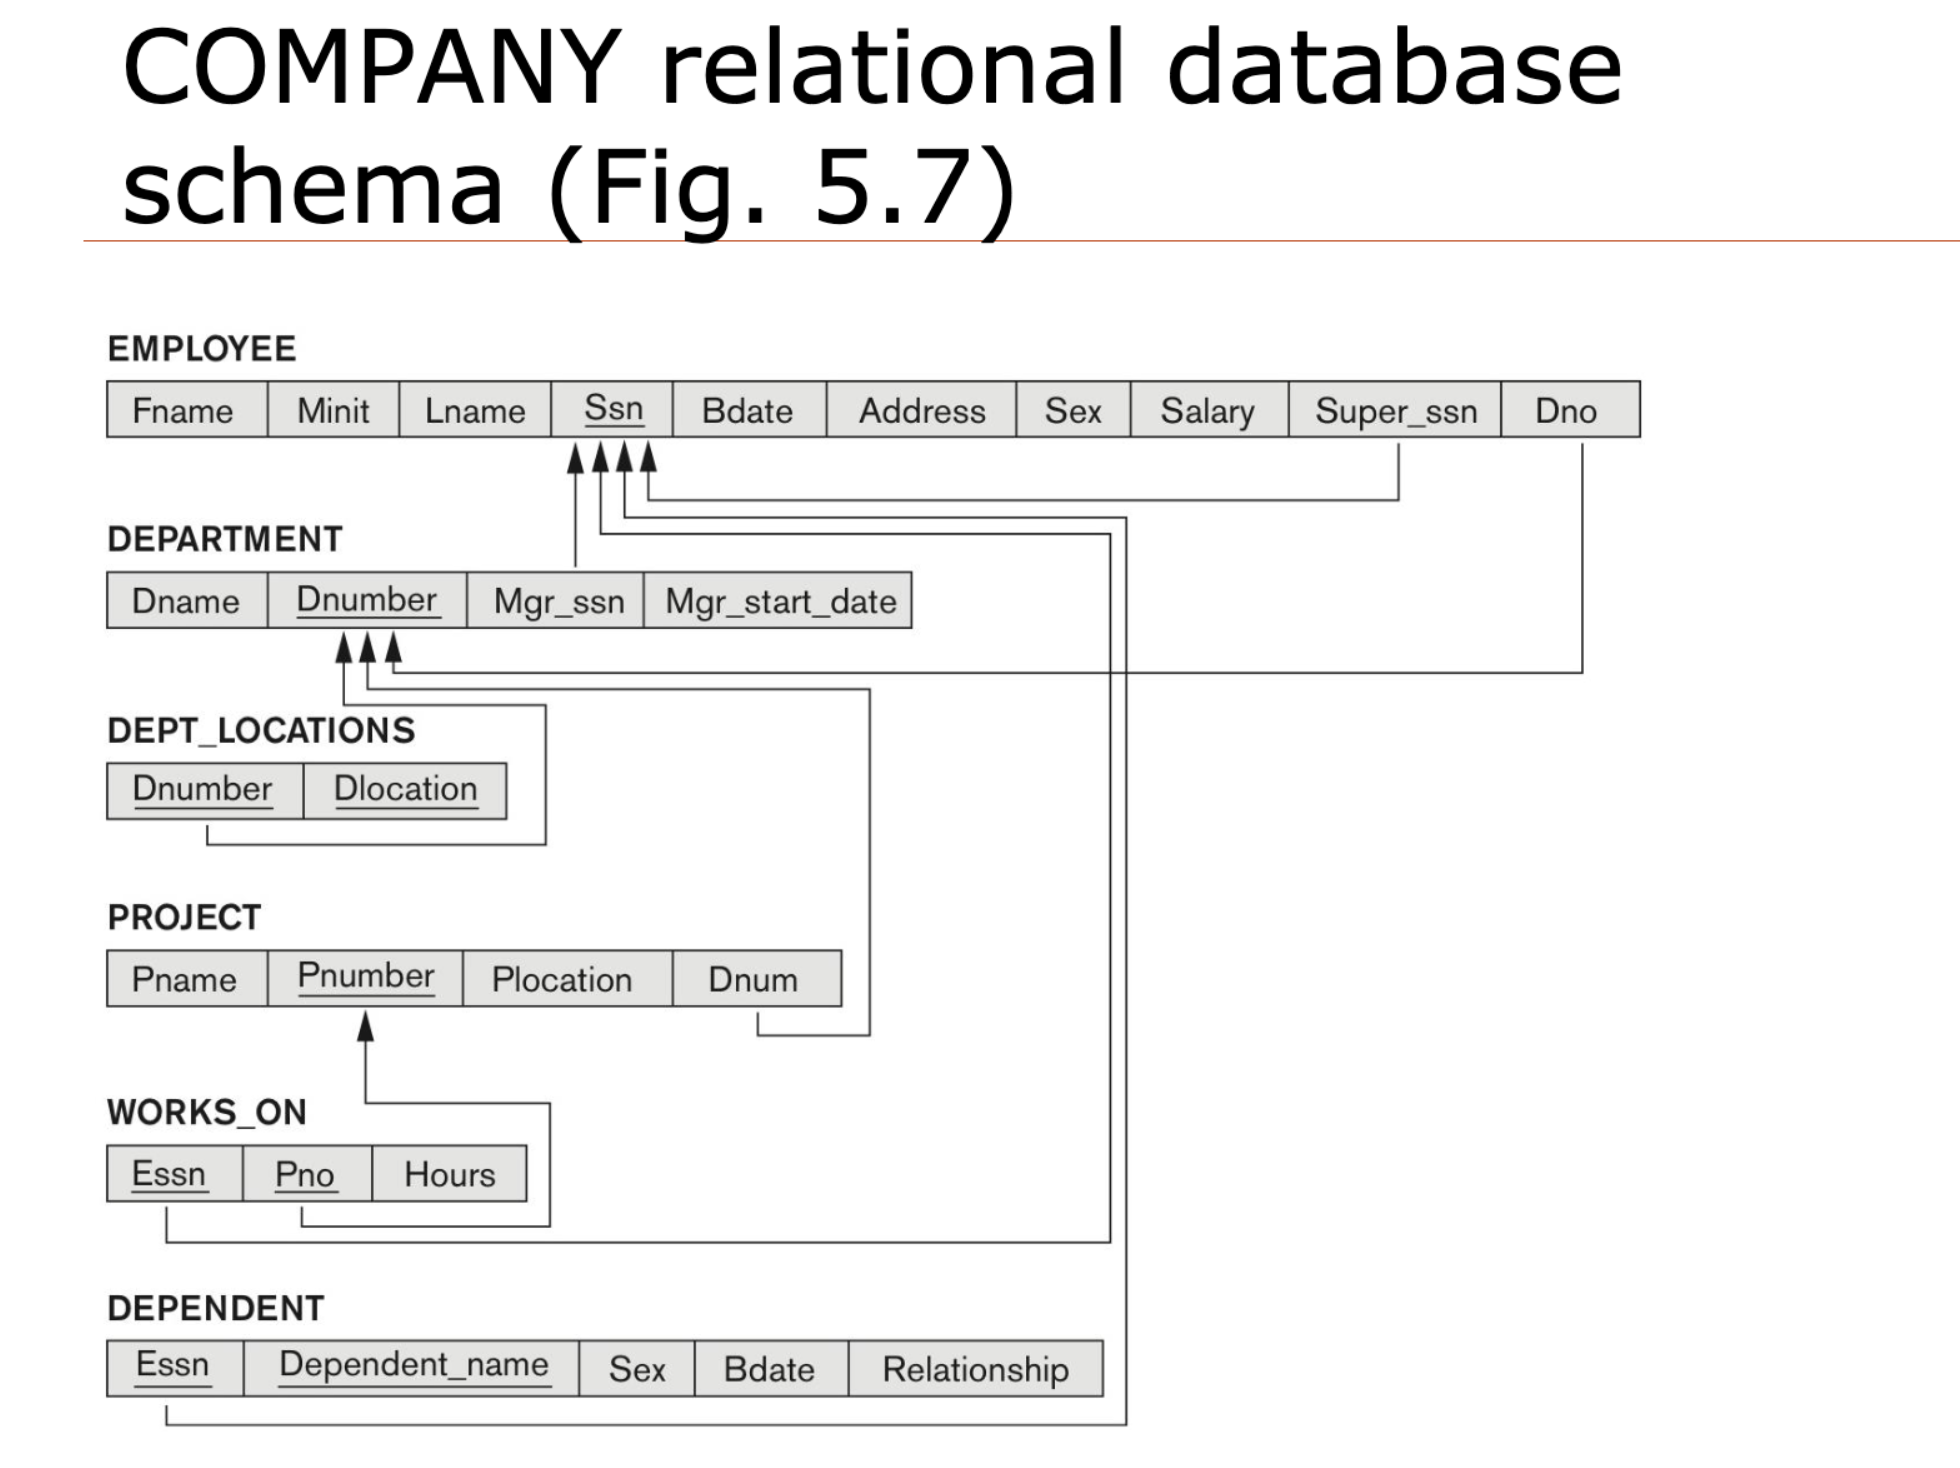 COMPANY relational database
schema (Fig. 5.7)
EMPLOYEE
Fname Minit Lname Ssn Bdate Address Sex Salary Super_ssn Dno
DEPARTMENT
Dname Dnumber Mgr_ssn Mgr_start_date
DEPT_LOCATIONS
Dnumber Dlocation
PROJECT
Pname Pnumber Plocation Dnum
WORKS_ON
Essn Pno Hours
DEPENDENT
Essn Dependent_name Sex Bdate Relationship